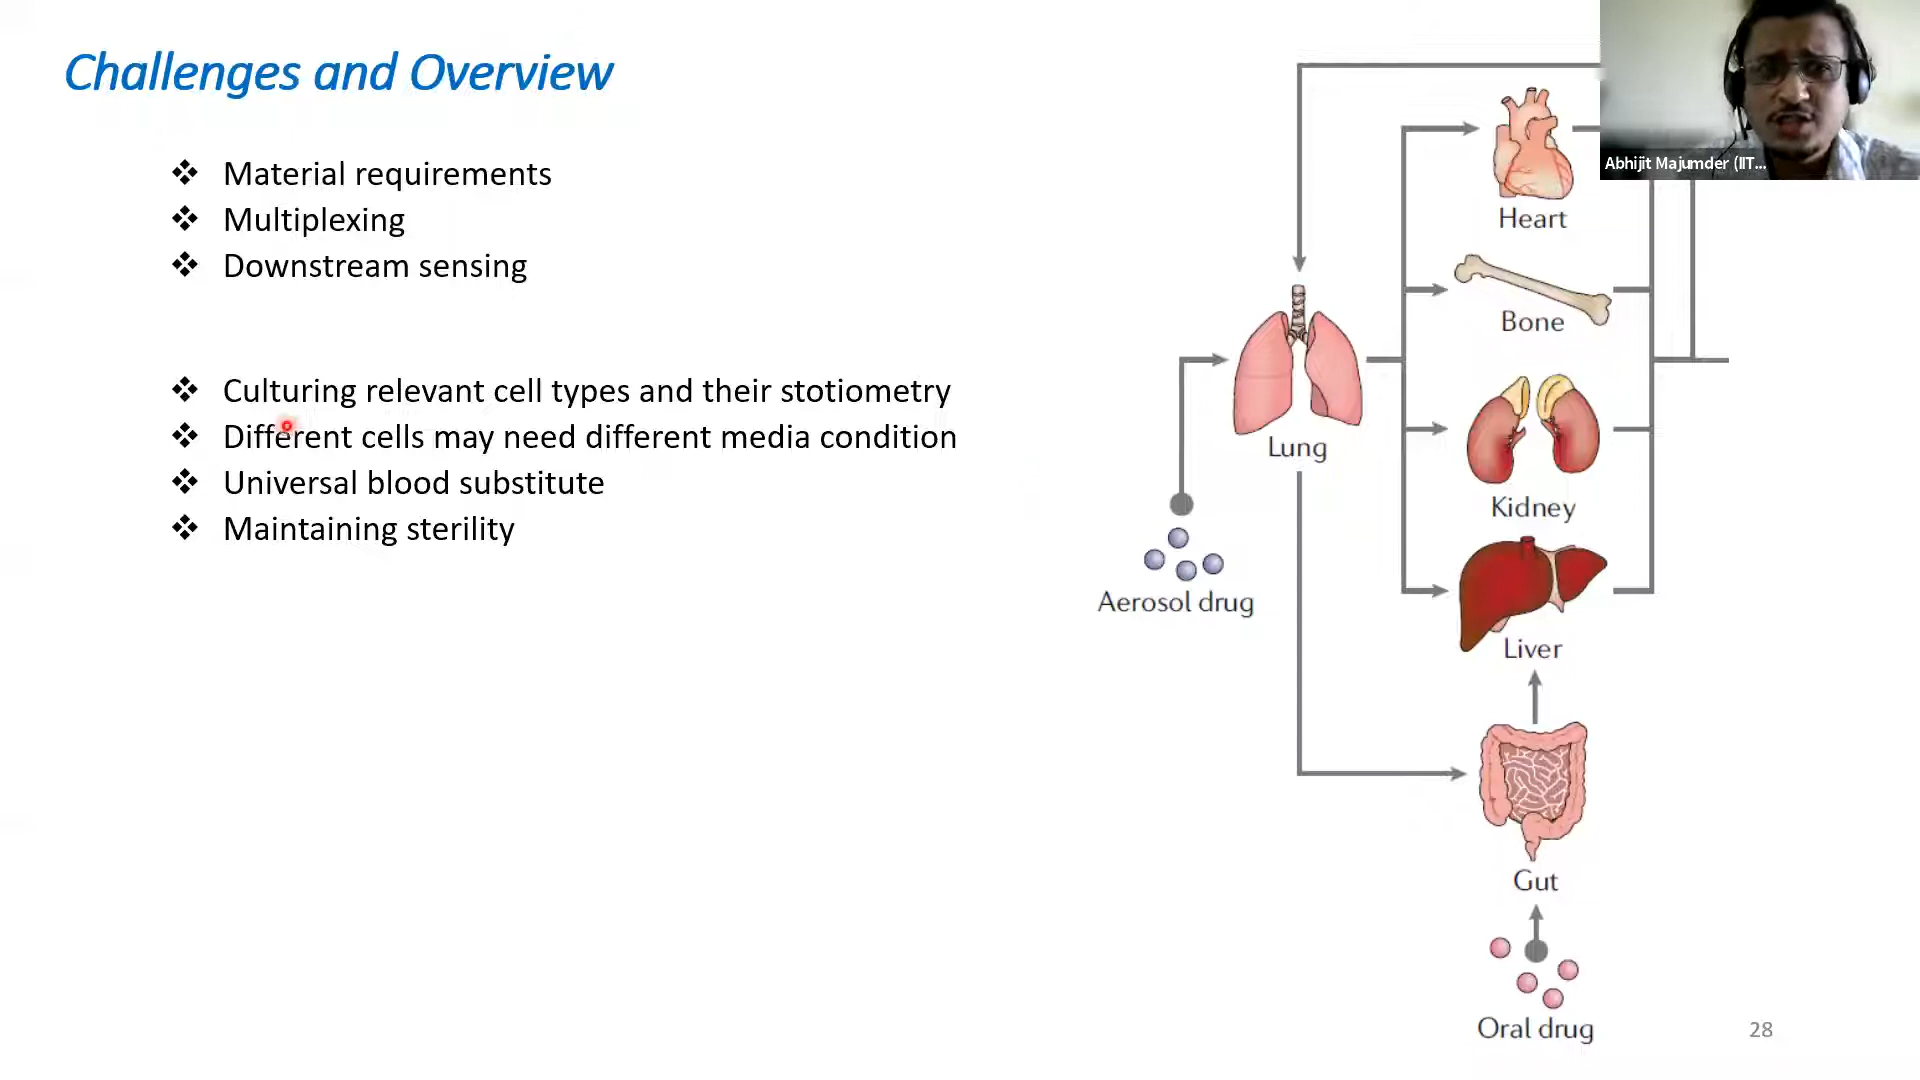 Challenges and Overview
❖ Material requirements
❖ Multiplexing
❖ Downstream sensing
❖ Culturing relevant cell types and their stotiometry
❖ Different cells may need different media condition
❖ Universal blood substitute
❖ Maintaining sterility
Abhijit Majumder (IIT...
Heart
Bone
Lung
Kidney
Aerosol drug
Liver
Gut
Oral drug
28